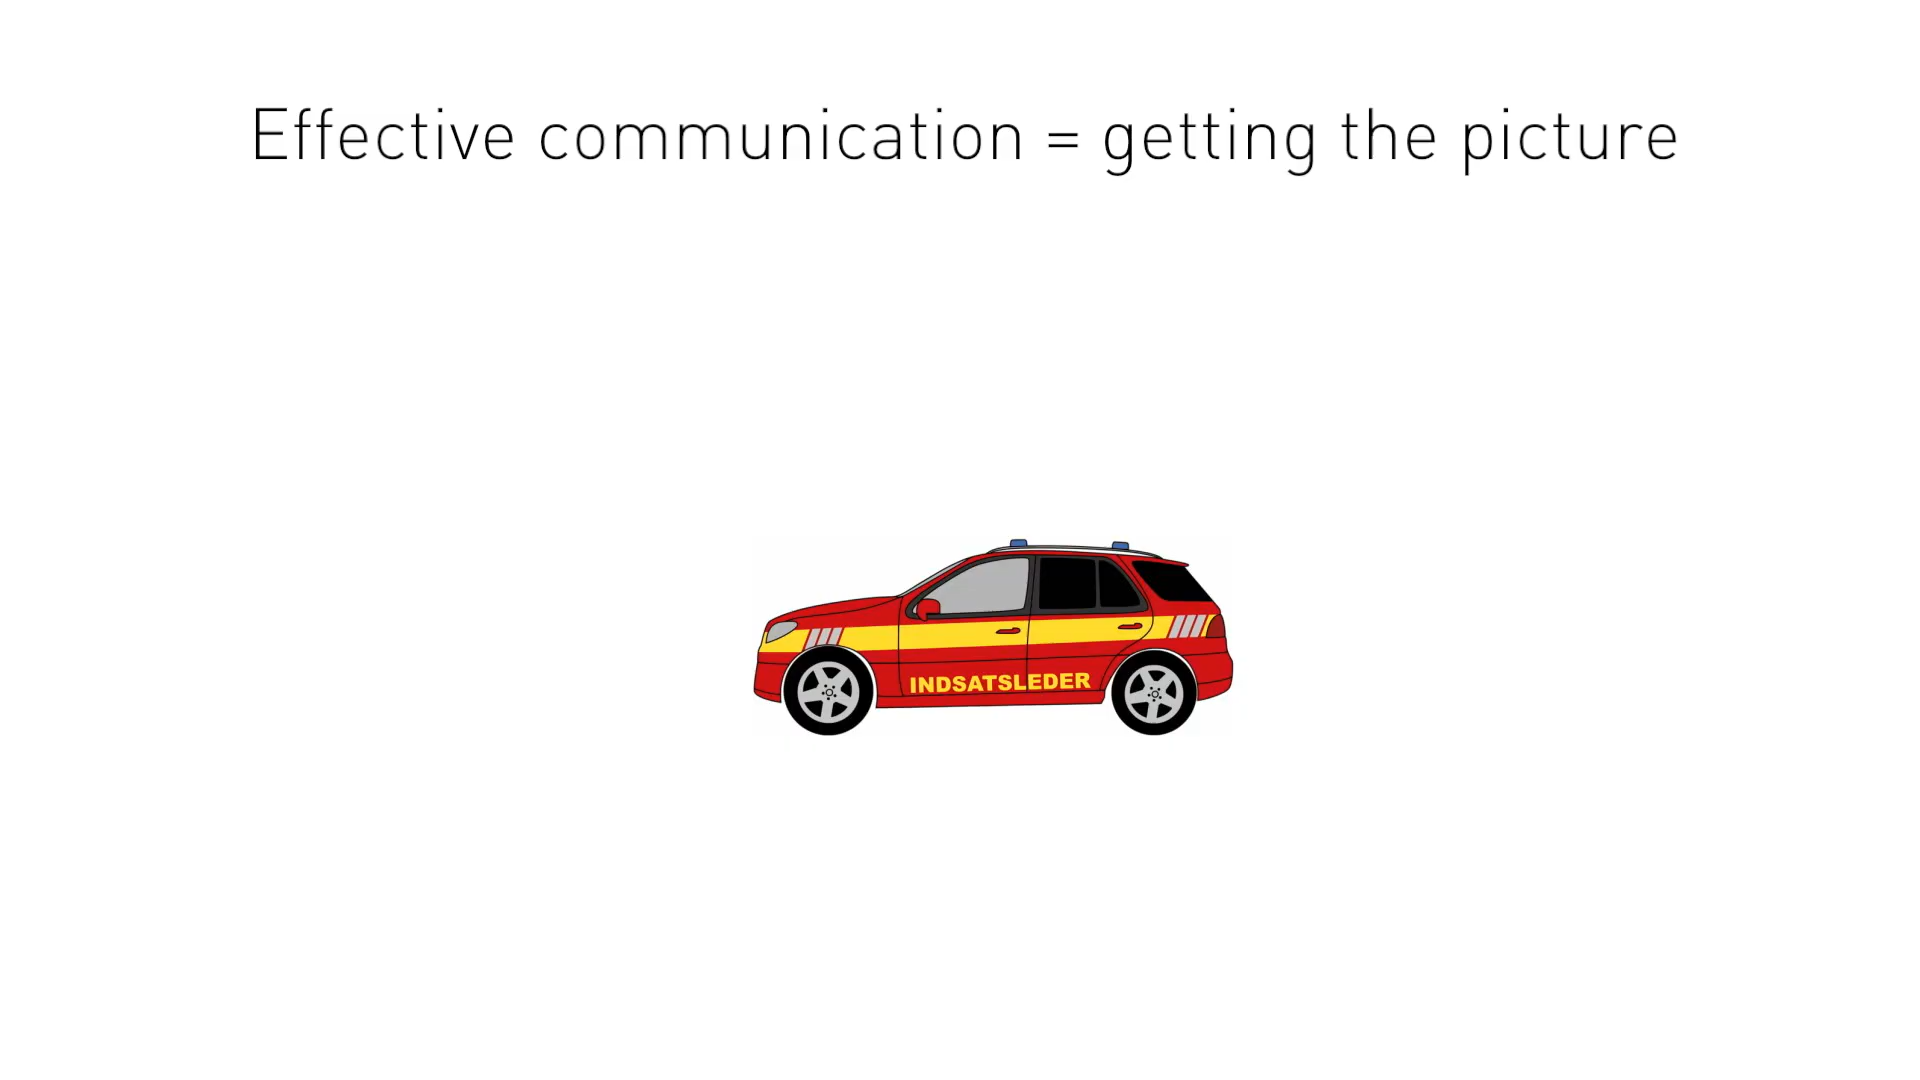 Effective communication = getting the picture
INDSATSLEDER